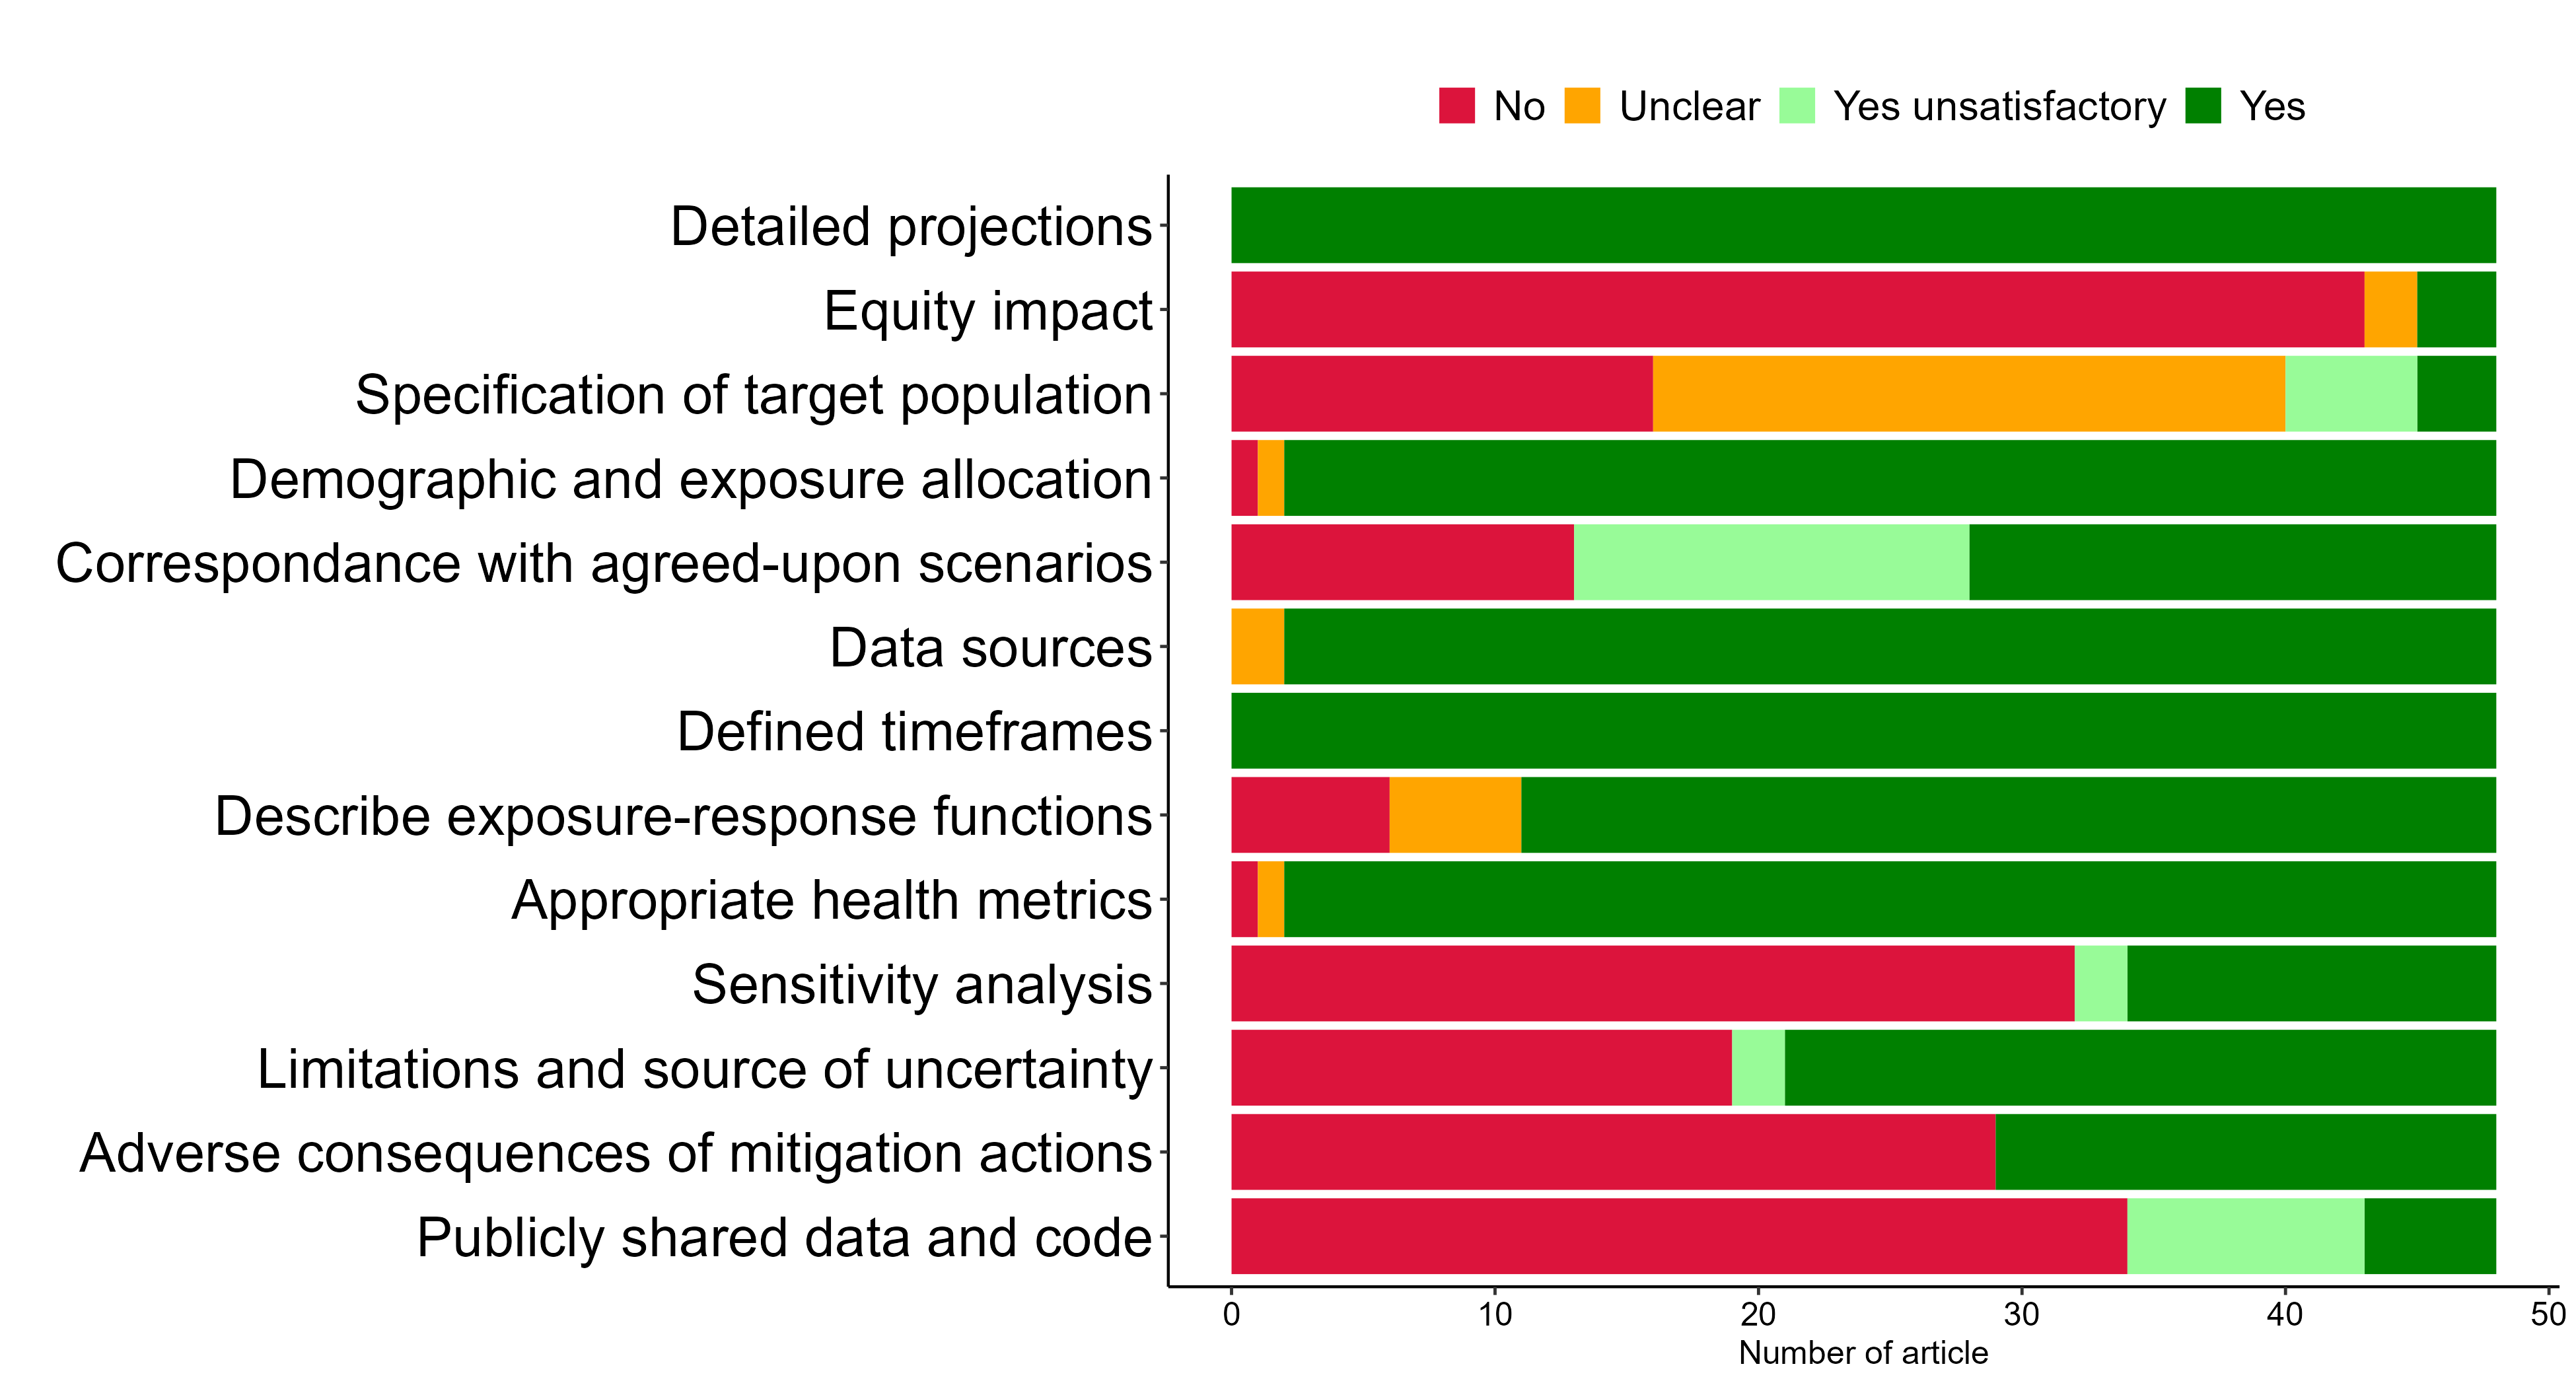 No Unclear Yes unsatisfactory Yes
Detailed projections
Equity impact
Specification of target population
Demographic and exposure allocation
Correspondance with agreed-upon scenarios
Data sources
Defined timeframes
Describe exposure-response functions
Appropriate health metrics
Sensitivity analysis
Limitations and source of uncertainty
Adverse consequences of mitigation actions
Publicly shared data and code
0 10 20 30 40 50
Number of article